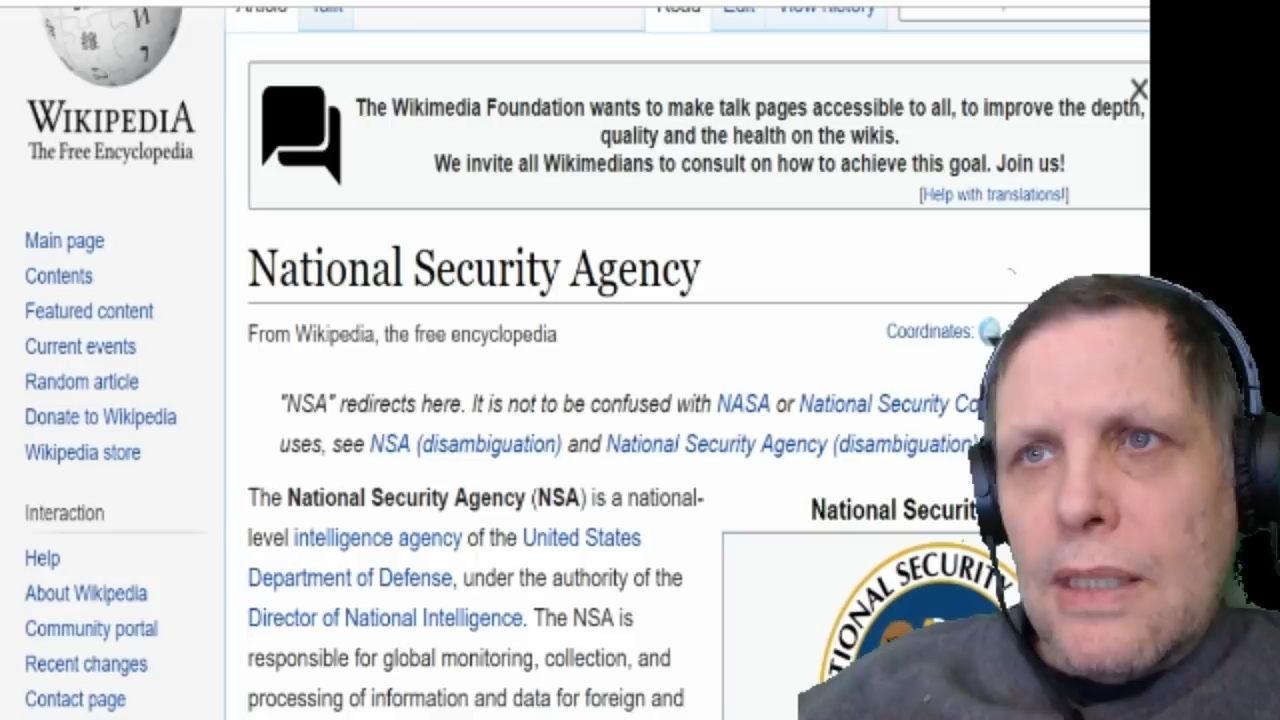 Article Talk Read Edit View history
WIKIPEDIA
The Free Encyclopedia
The Wikimedia Foundation wants to make talk pages accessible to all, to improve the depth,
quality and the health on the wikis.
We invite all Wikimedians to consult on how to achieve this goal. Join us!
[Help with translations!]
Main page
Contents
Featured content
Current events
Random article
Donate to Wikipedia
Wikipedia store
Interaction
Help
About Wikipedia
Community portal
Recent changes
Contact page
National Security Agency
From Wikipedia, the free encyclopedia
Coordinates:
"NSA" redirects here. It is not to be confused with NASA or National Security
uses, see NSA (disambiguation) and National Security Agency (disambiguation)
The National Security Agency (NSA) is a national-
level intelligence agency of the United States
Department of Defense, under the authority of the
Director of National Intelligence. The NSA is
responsible for global monitoring, collection, and
processing of information and data for foreign and
National
SECURITY